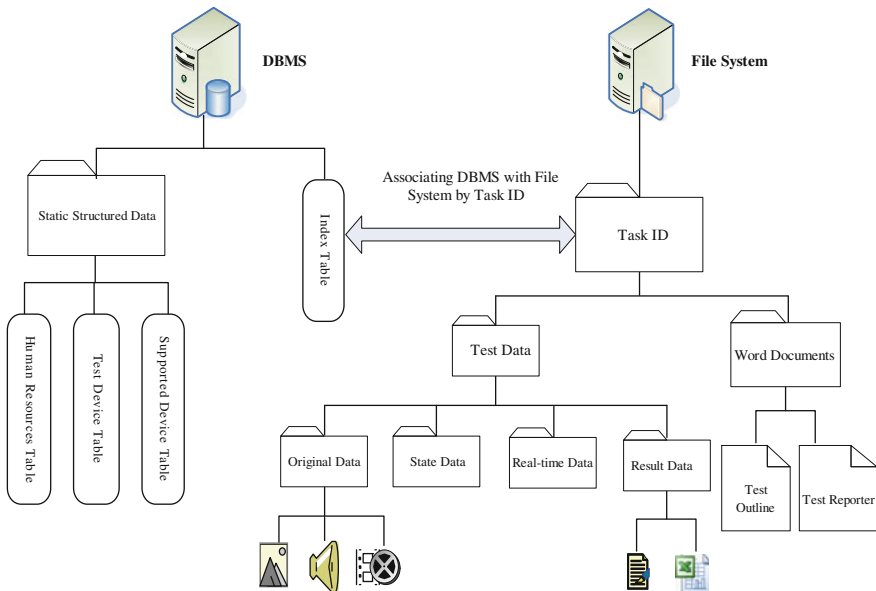 DBMS
File System
Associating DBMS with File
System by Task ID
Static Structured Data
Index Table
Task ID
Human Resources Table
Test Device Table
Supported Device Table
Test Data
Word Documents
Original Data
State Data
Real-time Data
Result Data
Test
Outline
Test Reporter